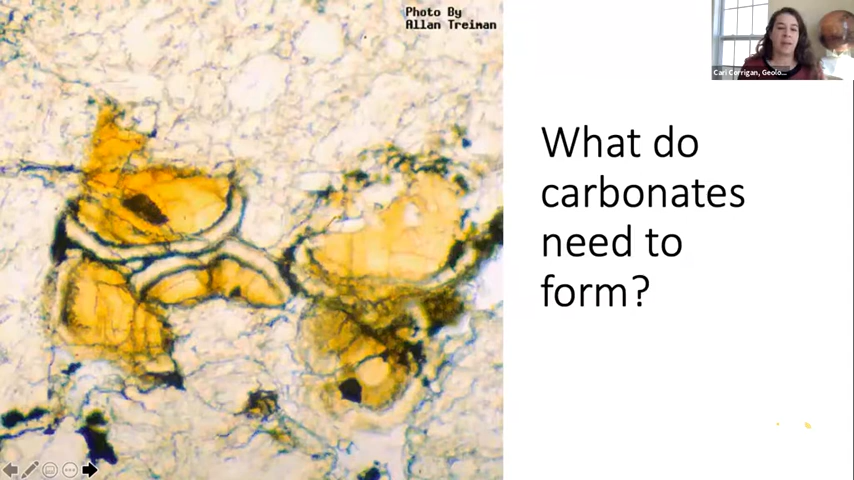 Photo By
Allan Treiman
Cari Corrigan, Geolo...
What do
carbonates
need to
form?